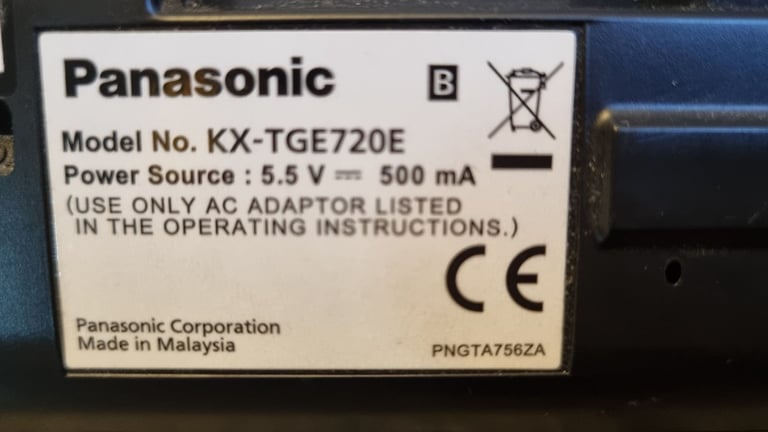 Panasonic B
Model No. KX-TGE720E
Power Source : 5.5 V ⎓ 500 mA
(USE ONLY AC ADAPTOR LISTED
IN THE OPERATING INSTRUCTIONS.)
CE
Panasonic Corporation
Made in Malaysia
PNGTA756ZA